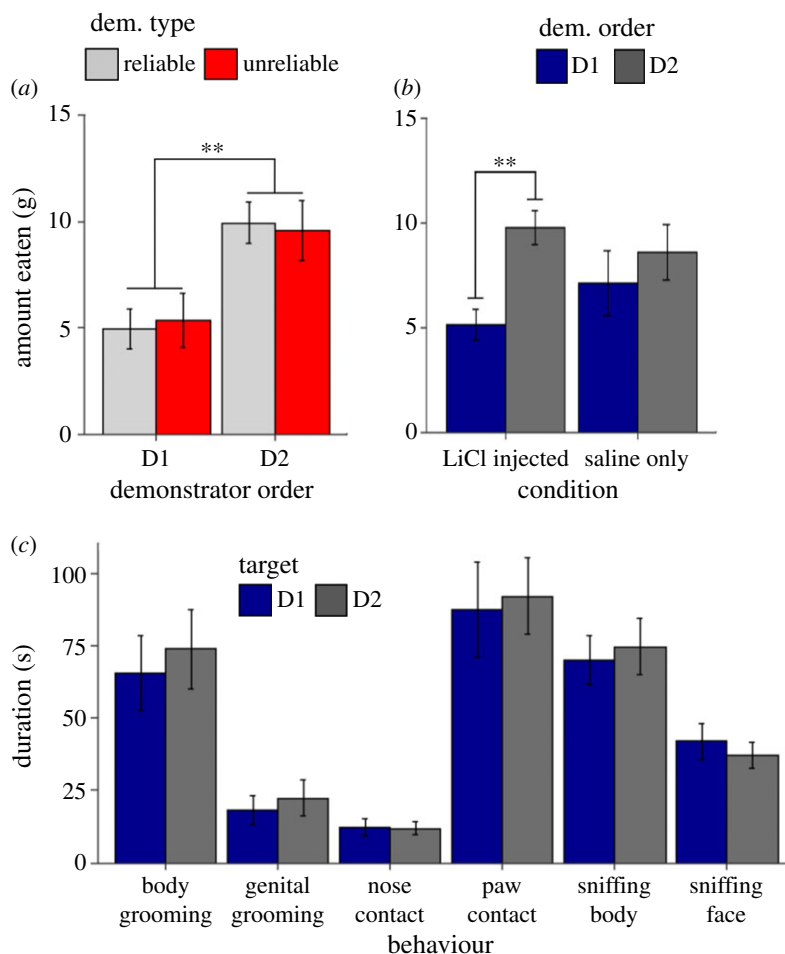 dem. type
reliable unreliable
(a)
15
**
10
5
0
amount eaten (g)
D1 D2
demonstrator order
dem. order
D1 D2
(b)
15
**
10
5
0
LiCl injected saline only
condition
(c)
target
D1 D2
100
75
50
25
0
duration (s)
body grooming
genital grooming
nose contact
paw contact
sniffing body
sniffing face
behaviour